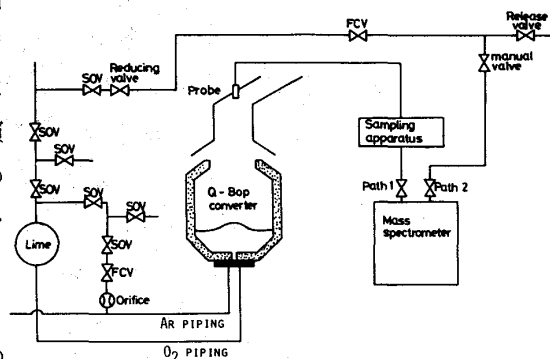 FCV
Release
valve
Reducing
valve
SOV
manual
valve
Probe
Sampling
apparatus
SOV
SOV
SOV
SOV
SOV
Q-Bop
converter
Path 1
Path 2
Lime
SOV
Mass
spectrometer
FCV
Orifice
AR PIPING
O2 PIPING